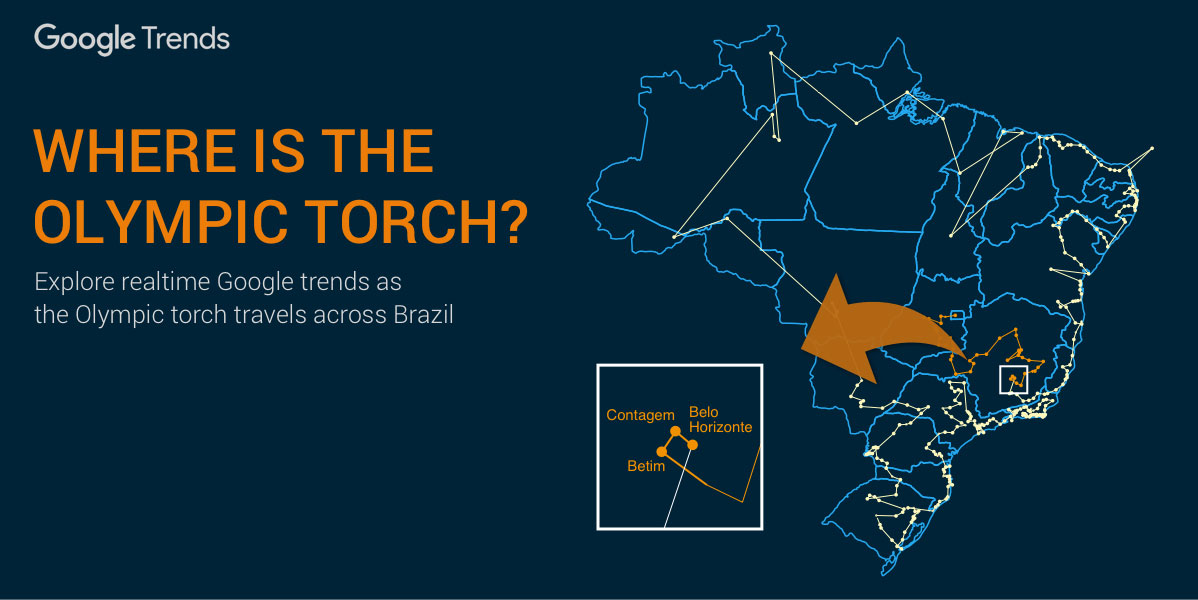 Google Trends
WHERE IS THE
OLYMPIC TORCH?
Explore realtime Google trends as
the Olympic torch travels across Brazil
Contagem
Belo
Horizonte
Betim